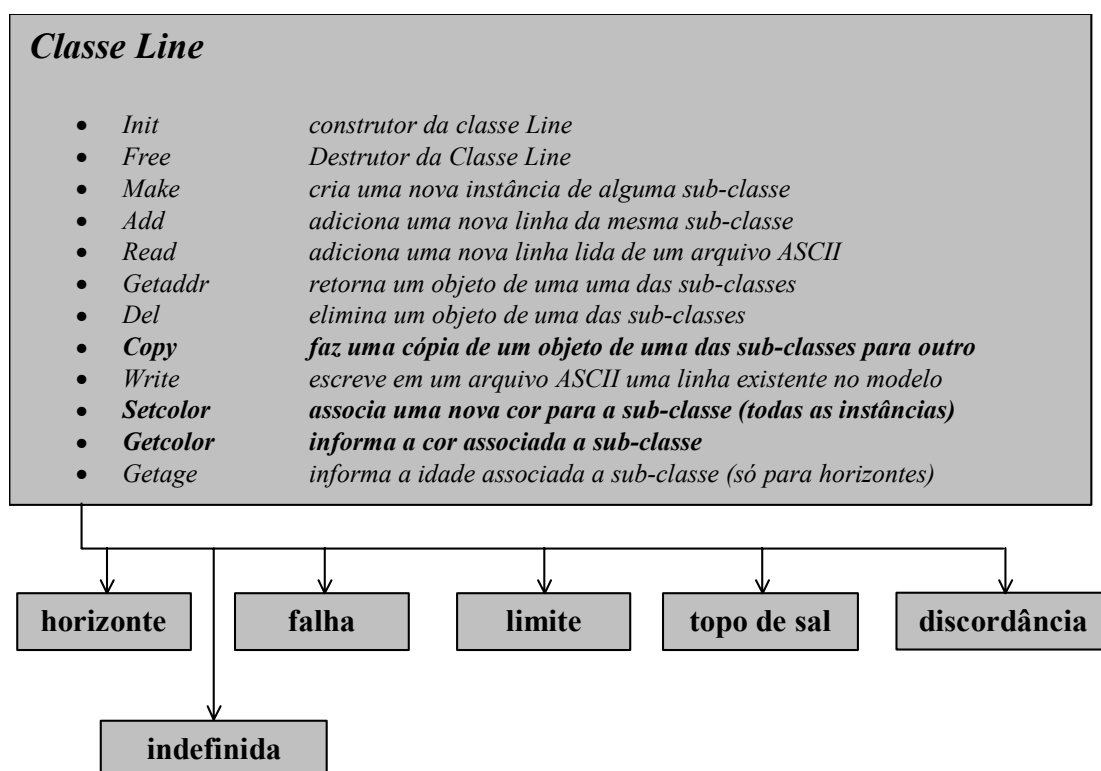 Classe Line
• Init construtor da classe Line
• Free Destrutor da Classe Line
• Make cria uma nova instância de alguma sub-classe
• Add adiciona uma nova linha da mesma sub-classe
• Read adiciona uma nova linha lida de um arquivo ASCII
• Getaddr retorna um objeto de uma uma das sub-classes
• Del elimina um objeto de uma das sub-classes
• Copy faz uma cópia de um objeto de uma das sub-classes para outro
• Write escreve em um arquivo ASCII uma linha existente no modelo
• Setcolor associa uma nova cor para a sub-classe (todas as instâncias)
• Getcolor informa a cor associada a sub-classe
• Getage informa a idade associada a sub-classe (só para horizontes)
horizonte
falha
limite
topo de sal
discordância
indefinida